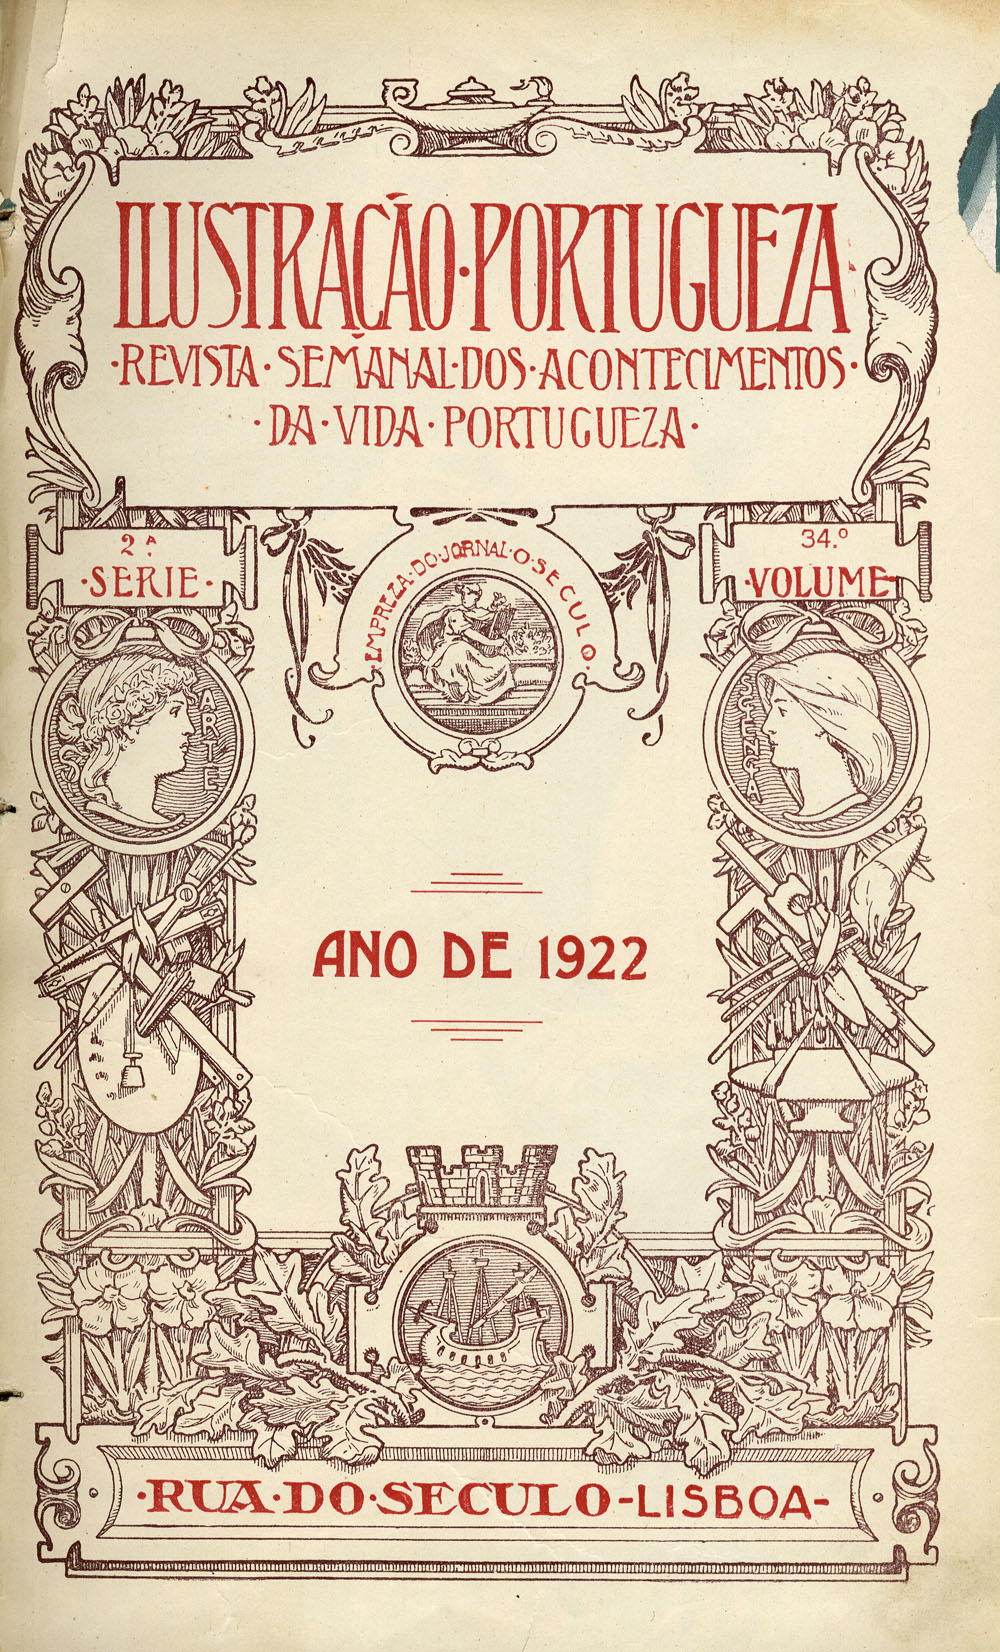 ILUSTRAÇÃO·PORTUGUEZA
·REVISTA·SEMANAL·DOS·ACONTECIMENTOS·
·DA·VIDA·PORTUGUEZA·
2ª
·SERIE·
34.º
·VOLUME·
·EMPREZA·DO·JORNAL·O·SECULO·
ARTE
SCIENCIA
ANO DE 1922
·RUA·DO·SECULO-LISBOA-